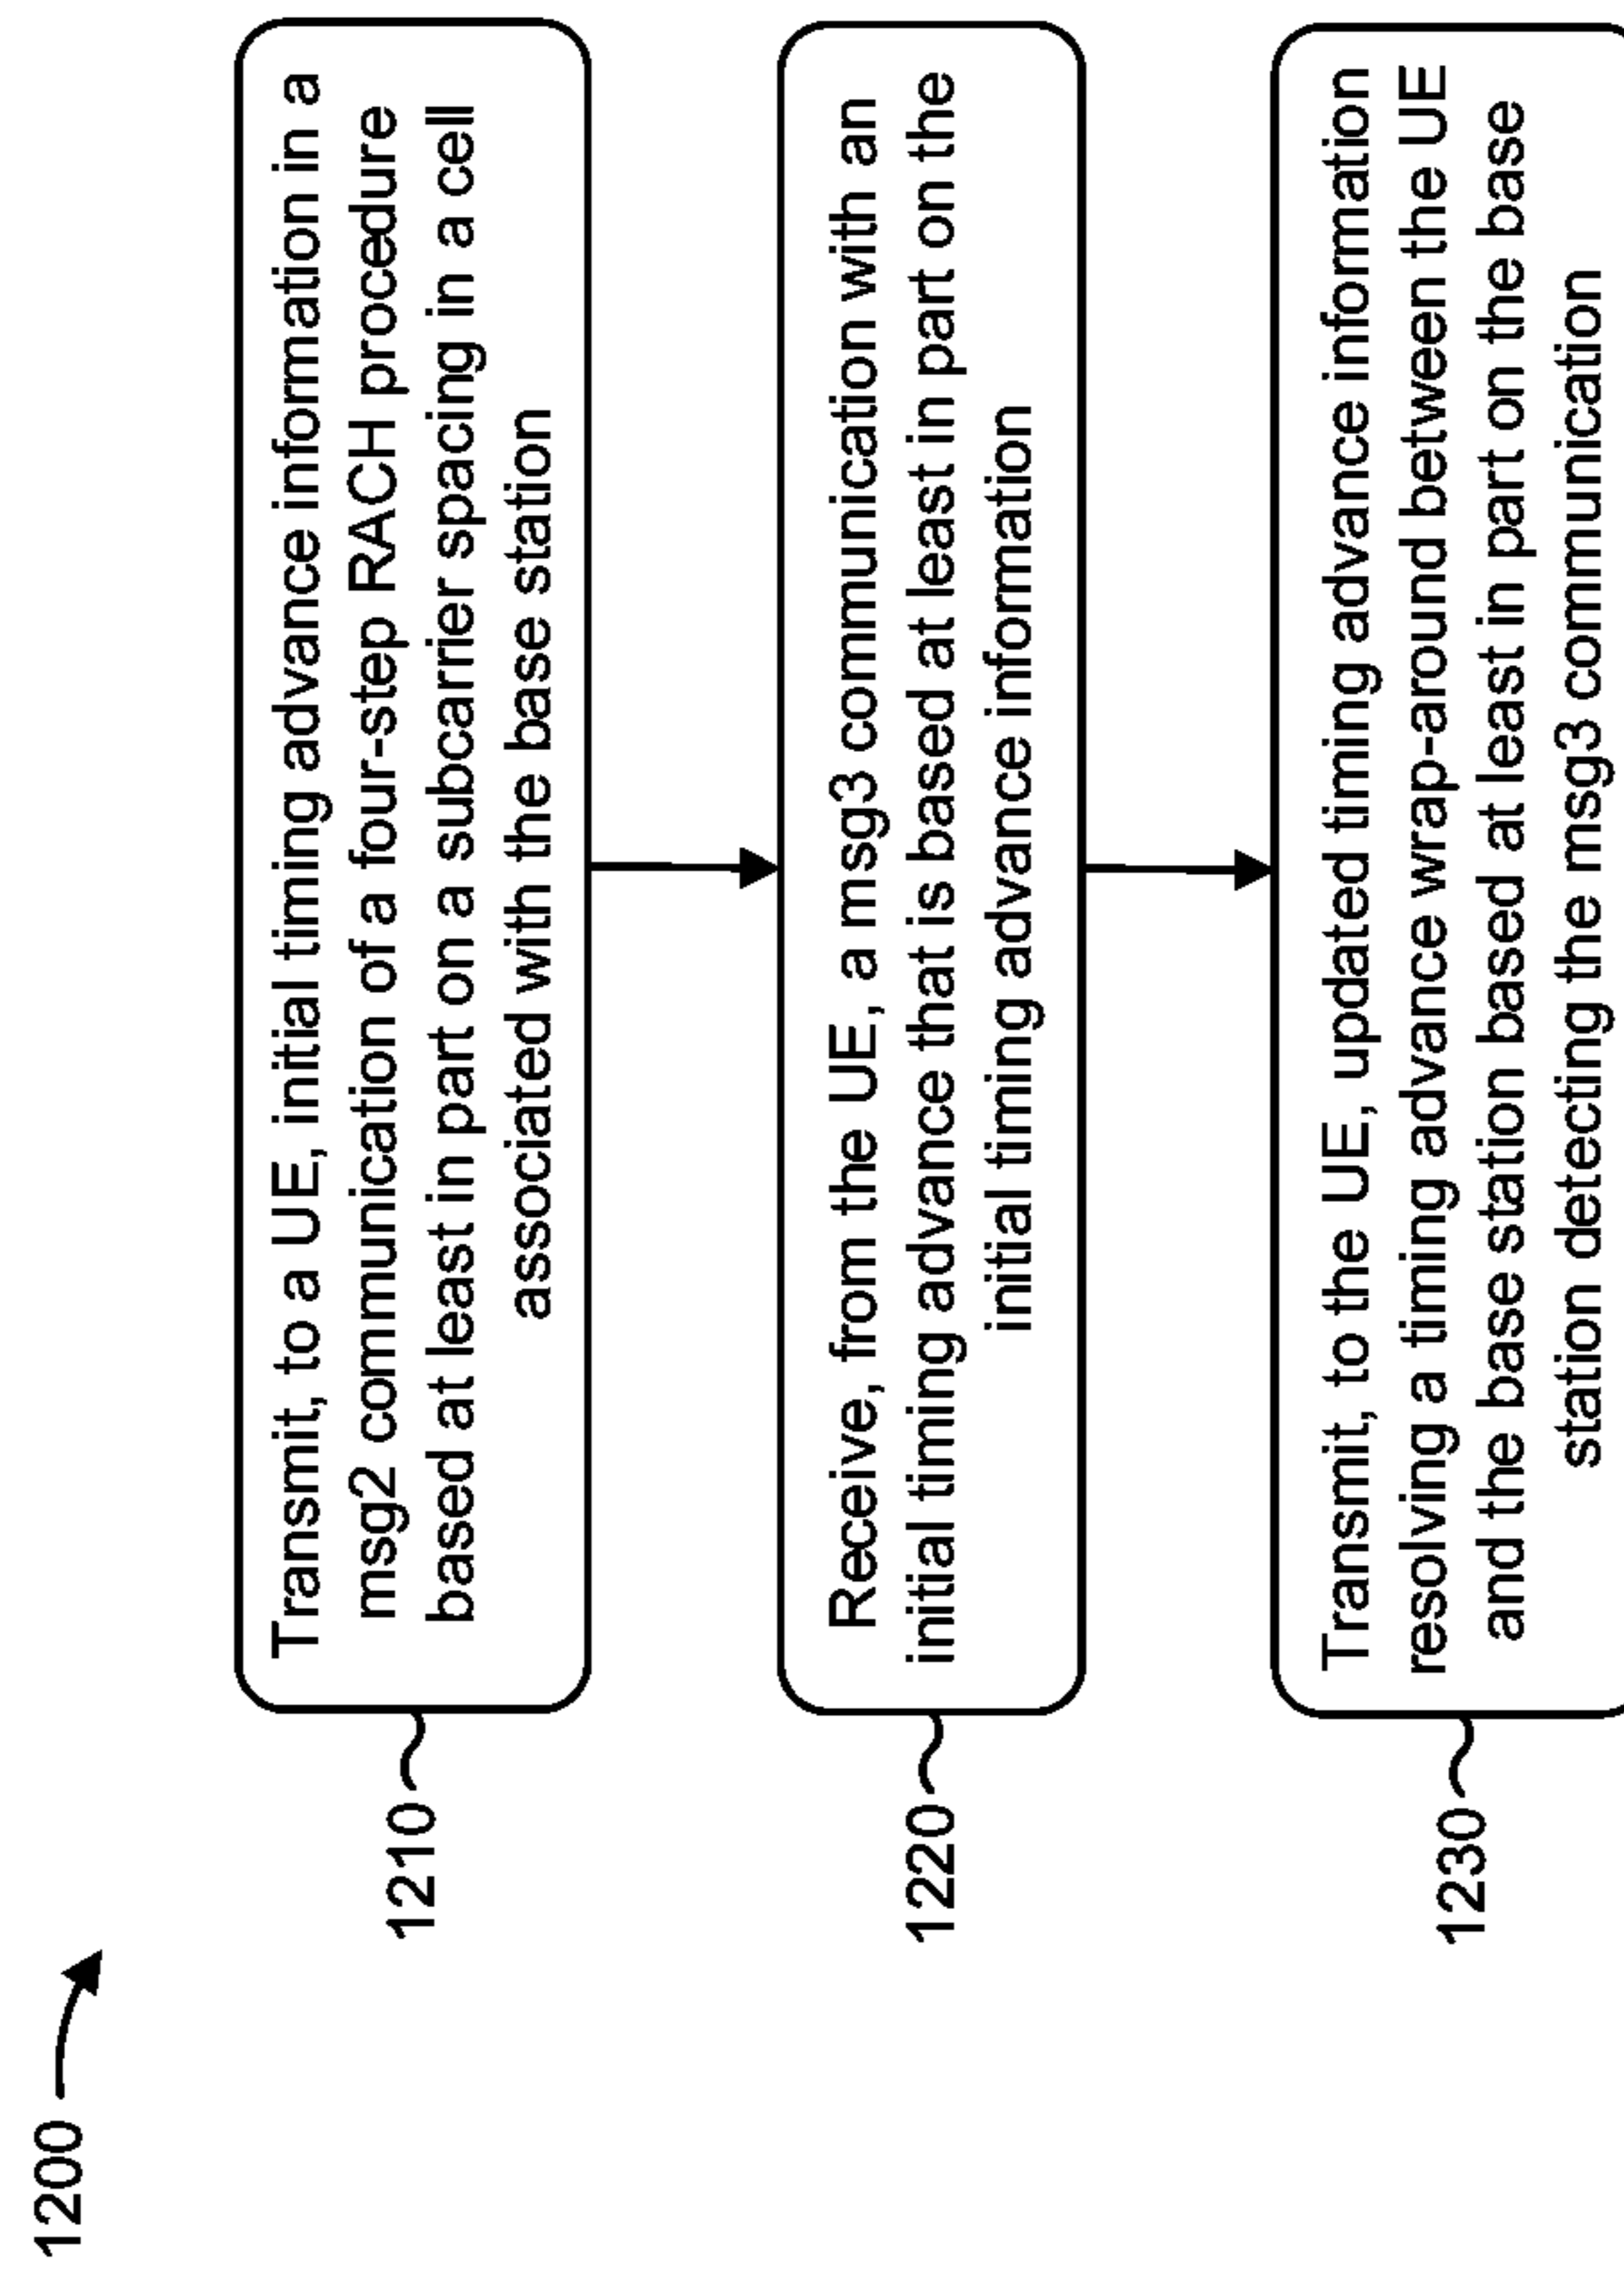 1200
1210
Transmit, to a UE, initial timing advance information in a
msg2 communication of a four-step RACH procedure
based at least in part on a subcarrier spacing in a cell
associated with the base station
1220
Receive, from the UE, a msg3 communication with an
initial timing advance that is based at least in part on the
initial timing advance information
1230
Transmit, to the UE, updated timing advance information
resolving a timing advance wrap-around between the UE
and the base station based at least in part on the base
station detecting the msg3 communication